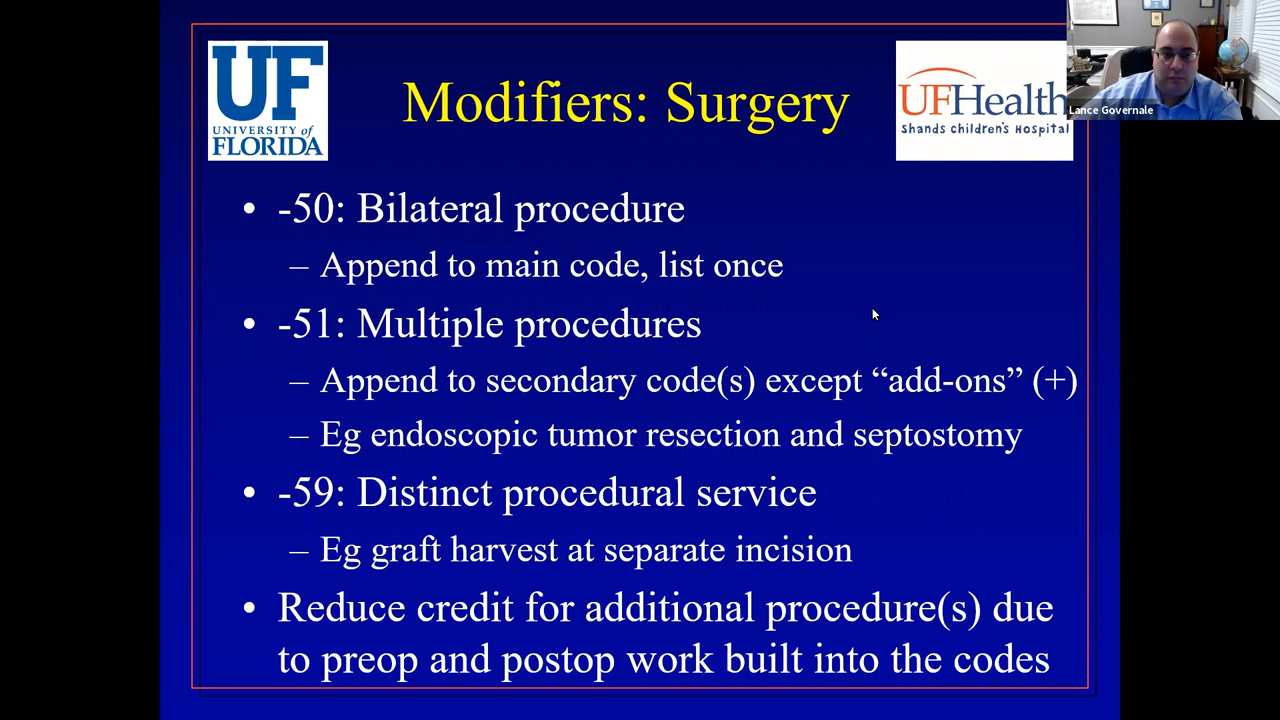 UF
UNIVERSITY of
FLORIDA
Modifiers: Surgery
UFHealth
Shands children's Hospital
Lance Governale
• -50: Bilateral procedure
– Append to main code, list once
• -51: Multiple procedures
– Append to secondary code(s) except “add-ons” (+)
– Eg endoscopic tumor resection and septostomy
• -59: Distinct procedural service
– Eg graft harvest at separate incision
• Reduce credit for additional procedure(s) due
to preop and postop work built into the codes